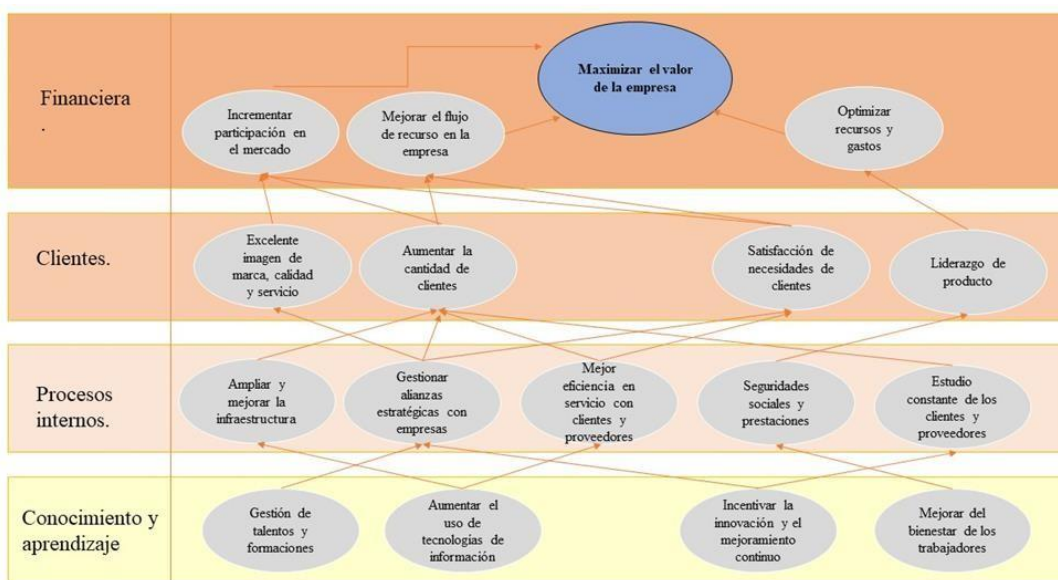 Financiera
.
Maximizar el valor
de la empresa
Incrementar
participación en
el mercado
Mejorar el flujo
de recurso en la
empresa
Optimizar
recursos y
gastos
Clientes.
Excelente
imagen de
marca, calidad
y servicio
Aumentar la
cantidad de
clientes
Satisfacción de
necesidades de
clientes
Liderazgo de
producto
Procesos
internos.
Ampliar y
mejorar la
infraestructura
Gestionar
alianzas
estratégicas con
empresas
Mejor
eficiencia en
servicio con
clientes y
proveedores
Seguridades
sociales y
prestaciones
Estudio
constante de los
clientes y
proveedores
Conocimiento y
aprendizaje
Gestión de
talentos y
formaciones
Aumentar el
uso de
tecnologías de
información
Incentivar la
innovación y el
mejoramiento
continuo
Mejorar del
bienestar de los
trabajadores